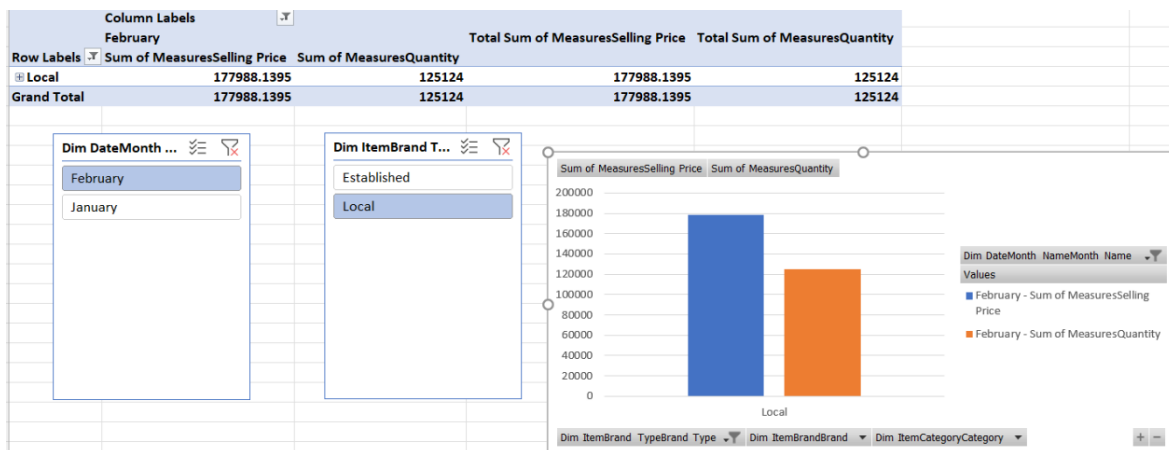 Column Labels
February Total Sum of MeasuresSelling Price Total Sum of MeasuresQuantity
Row Labels Sum of MeasuresSelling Price Sum of MeasuresQuantity
Local 177988.1395 125124 177988.1395 125124
Grand Total 177988.1395 125124 177988.1395 125124
Dim DateMonth ...
February
January
Dim ItemBrand T...
Established
Local
Sum of MeasuresSelling Price Sum of MeasuresQuantity
200000
180000
160000
140000
120000
100000
80000
60000
40000
20000
0
Local
Dim DateMonth NameMonth Name
Values
February - Sum of MeasuresSelling
Price
February - Sum of MeasuresQuantity
Dim ItemBrand TypeBrand Type Dim ItemBrandBrand Dim ItemCategoryCategory + −